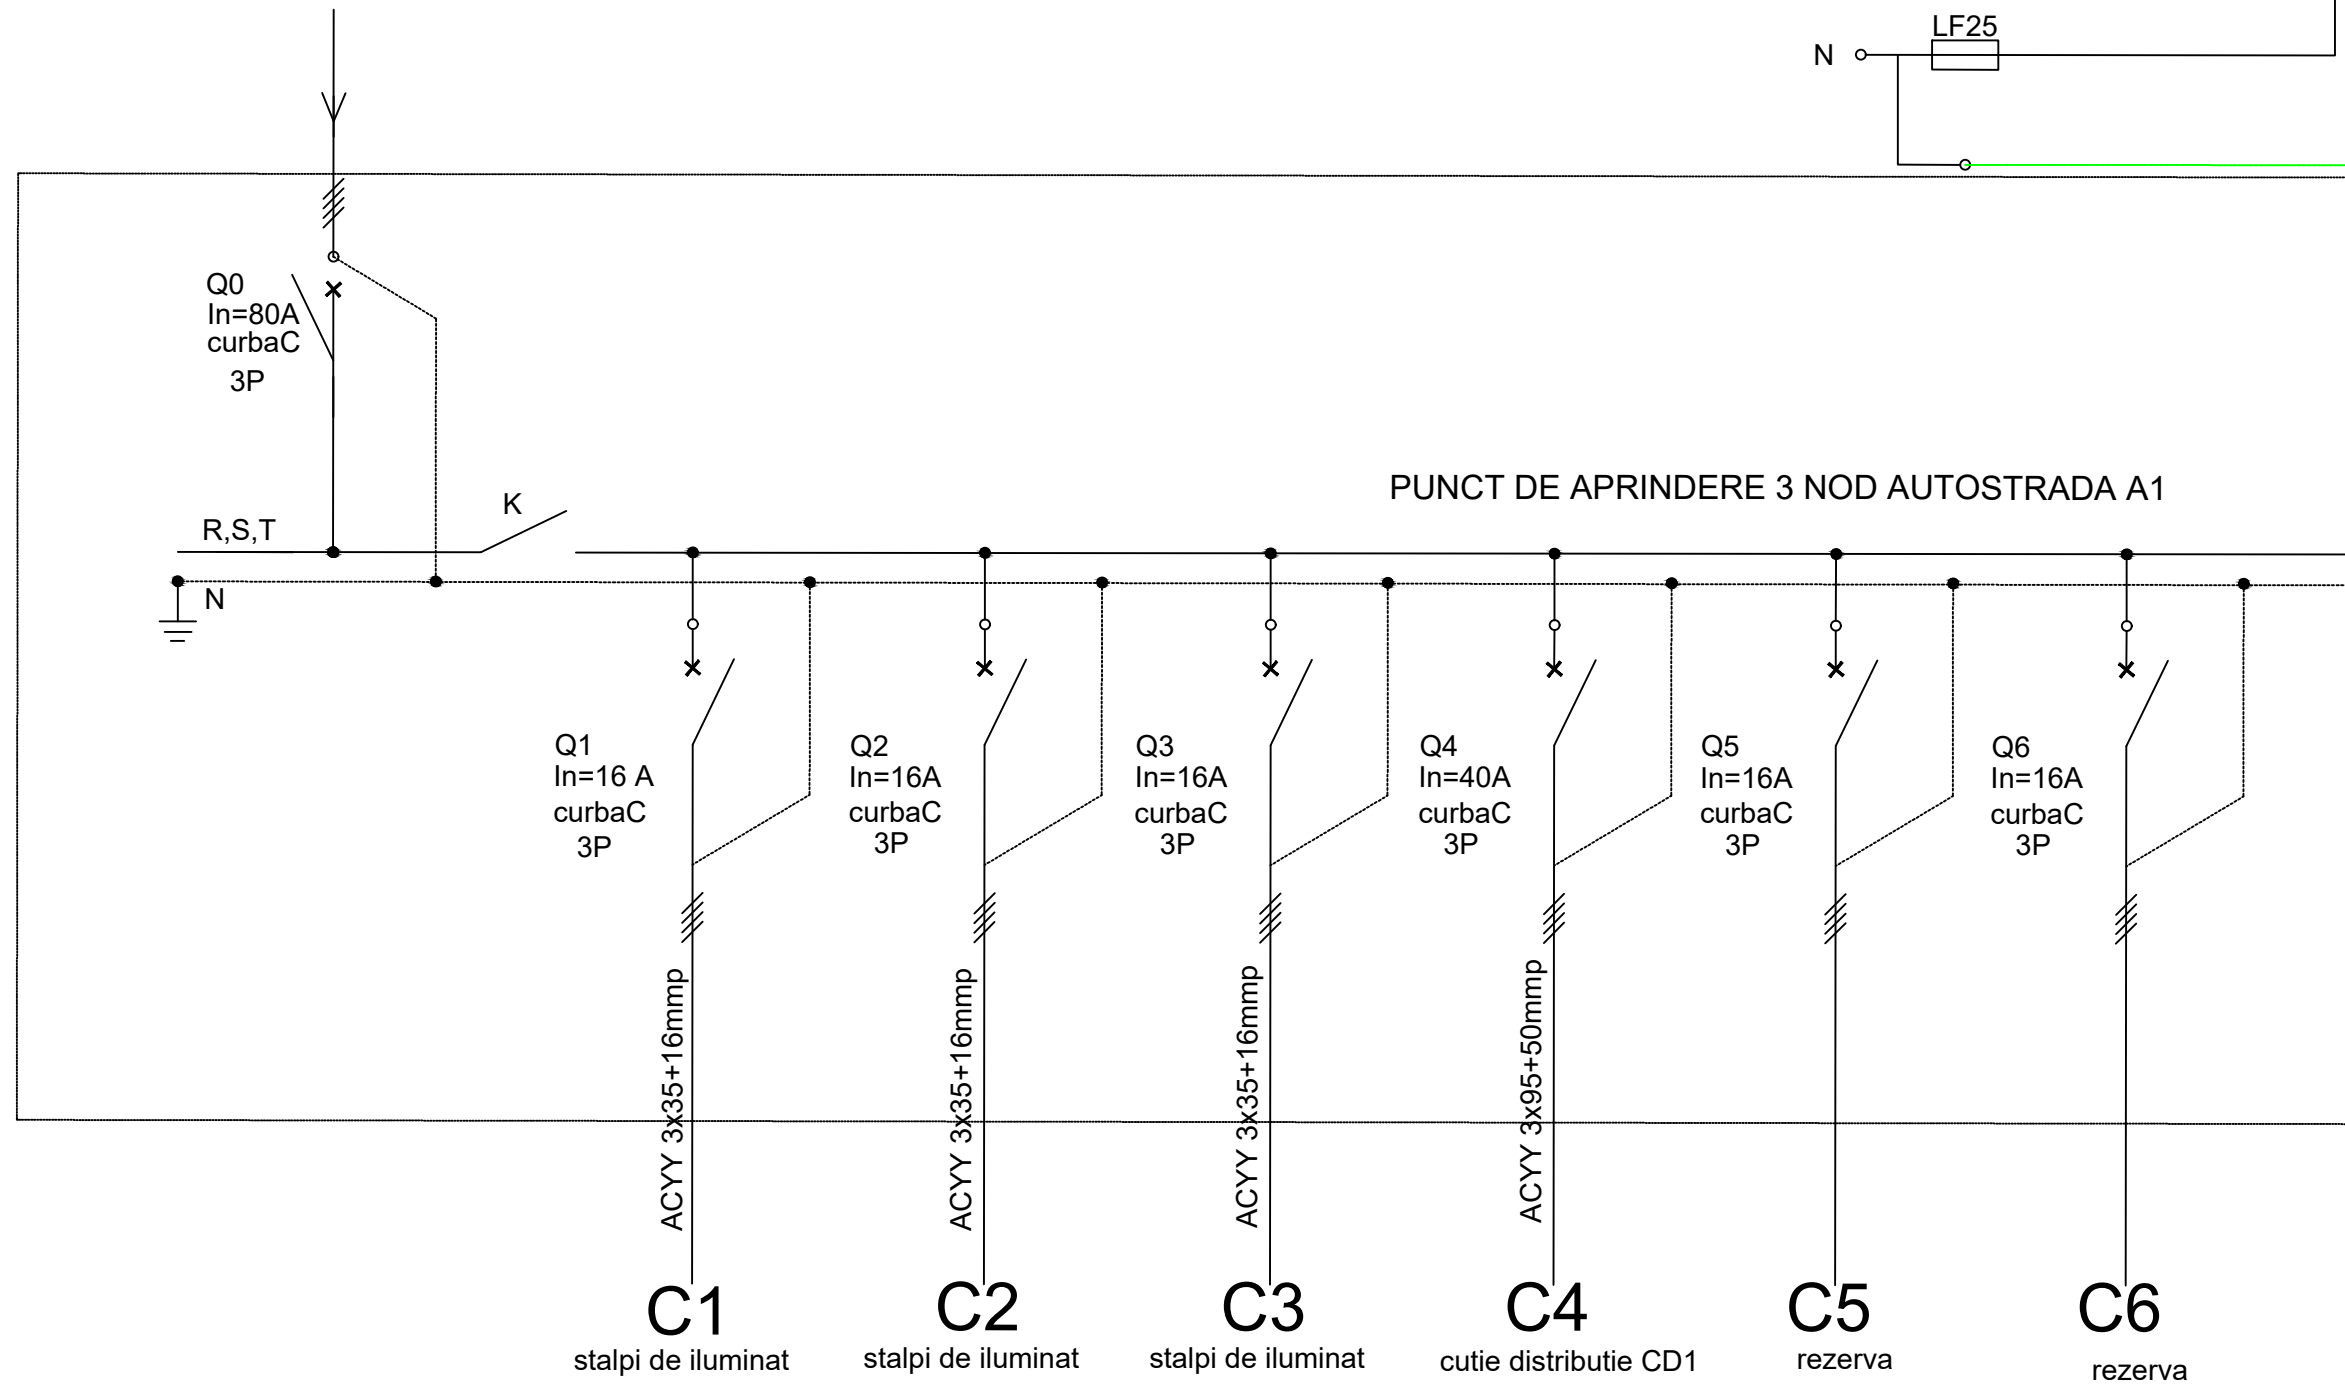 LF25
N
Q0
In=80A
curbaC
3P
PUNCT DE APRINDERE 3 NOD AUTOSTRADA A1
K
R,S,T
N
Q1
In=16 A
curbaC
3P
Q2
In=16A
curbaC
3P
Q3
In=16A
curbaC
3P
Q4
In=40A
curbaC
3P
Q5
In=16A
curbaC
3P
Q6
In=16A
curbaC
3P
ACYY 3x35+16mmp
ACYY 3x35+16mmp
ACYY 3x35+16mmp
ACYY 3x95+50mmp
C1
stalpi de iluminat
C2
stalpi de iluminat
C3
stalpi de iluminat
C4
cutie distributie CD1
C5
rezerva
C6
rezerva